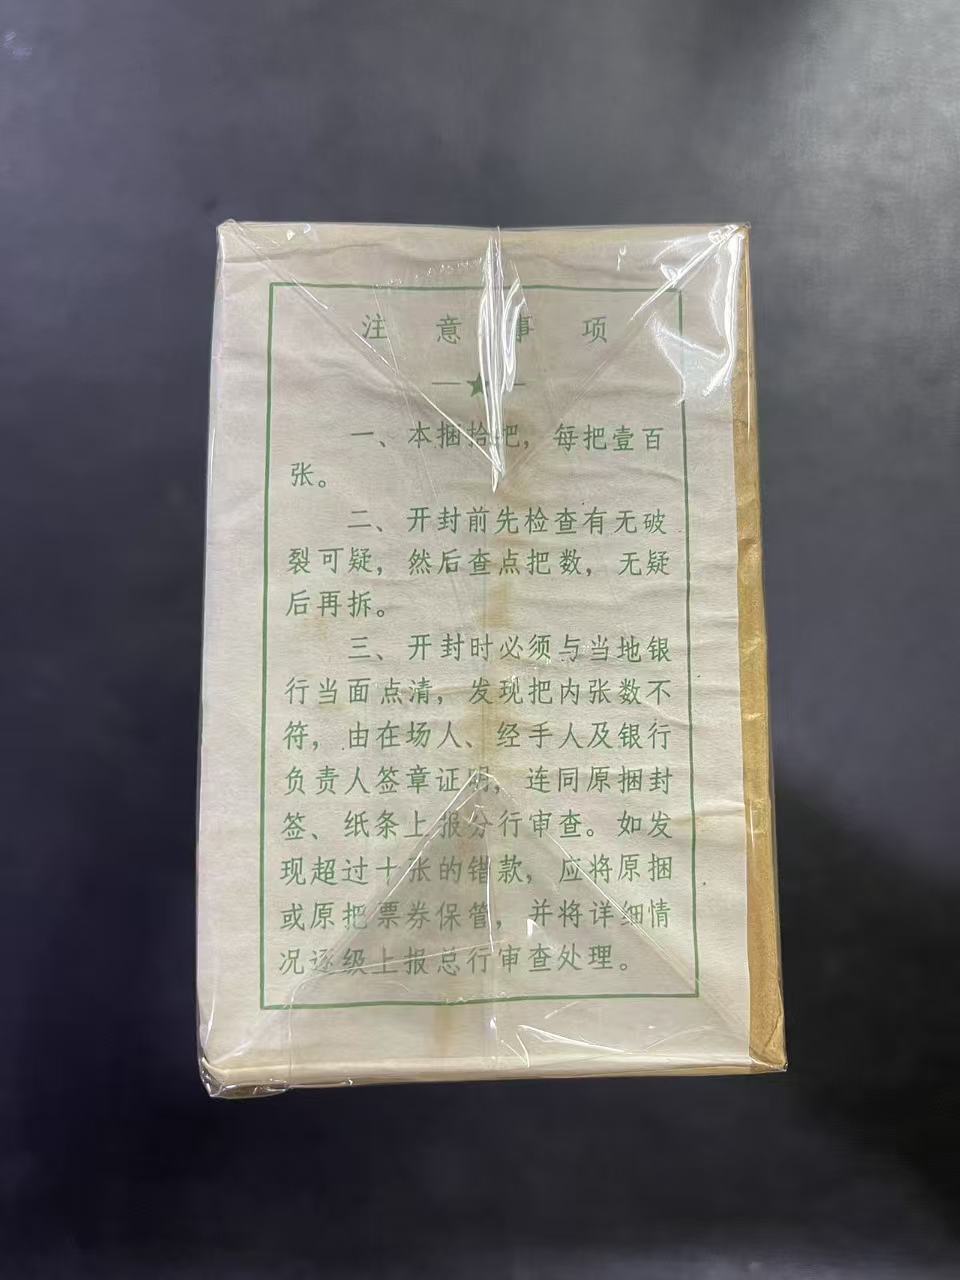 注意事项
一、本捆拾把，每把壹百
张。
二、开封前先检查有无破
裂可疑，然后查点把数，无疑
后再拆。
三、开封时必须与当地银
行当面点清，发现把内张数不
符，由在场人、经手人及银行
负责人签章证明，连同原捆封
签、纸条上报分行审查。如发
现超过十张的错款，应将原捆
或原把票券保管，并将详细情
况逐级上报总行审查处理。